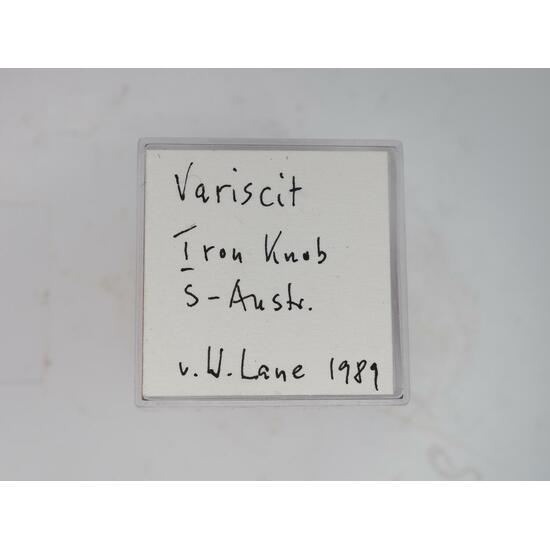 Variscit
Iron Knob
S-Austr.
v. W. Lane 1989